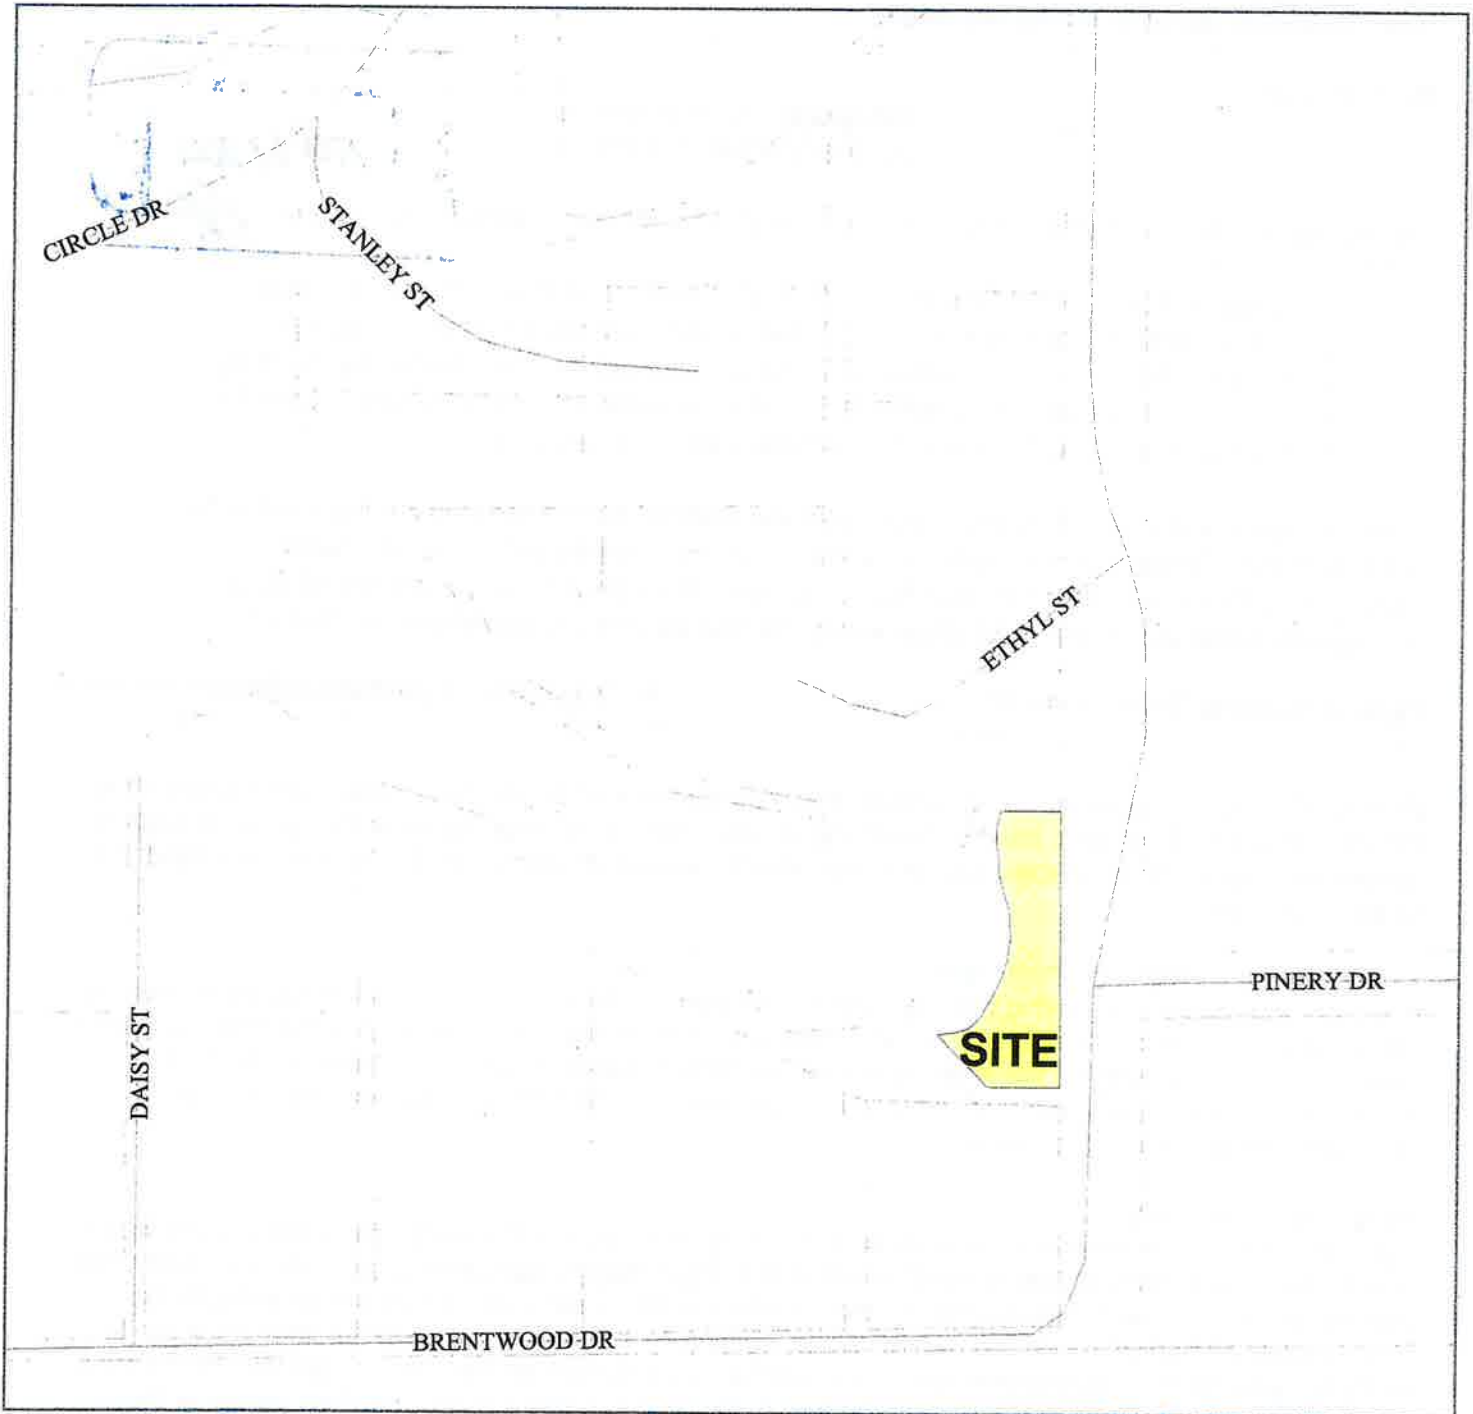 CIRCLE DR
STANLEY ST
ETHYL ST
PINERY DR
SITE
DAISY ST
BRENTWOOD DR